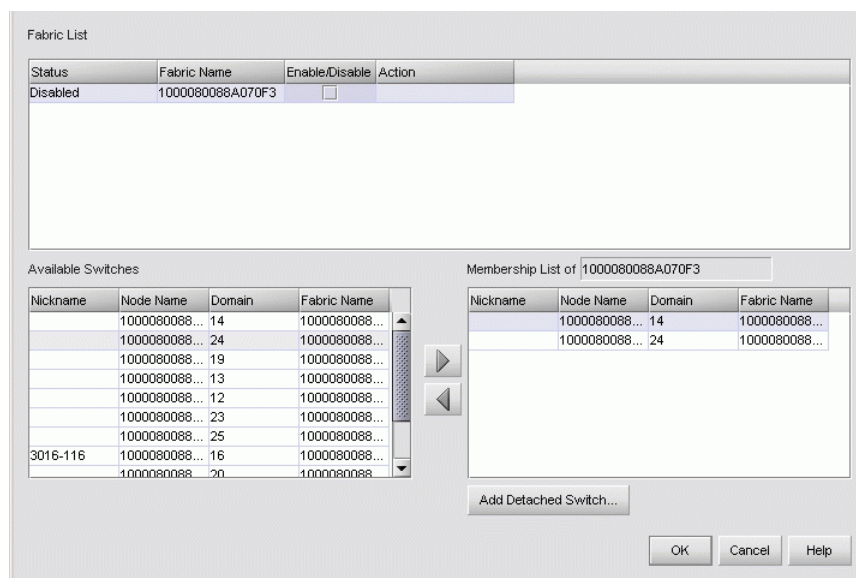 Fabric List
Status Fabric Name Enable/Disable Action
Disabled 1000080088A070F3
Available Switches
Nickname Node Name Domain Fabric Name
1000080088... 14 1000080088...
1000080088... 24 1000080088...
1000080088... 19 1000080088...
1000080088... 13 1000080088...
1000080088... 12 1000080088...
1000080088... 23 1000080088...
1000080088... 25 1000080088...
3016-116 1000080088... 16 1000080088...
1000080088... 20 1000080088...
Membership List of 1000080088A070F3
Nickname Node Name Domain Fabric Name
1000080088... 14 1000080088...
1000080088... 24 1000080088...
Add Detached Switch...
OK Cancel Help